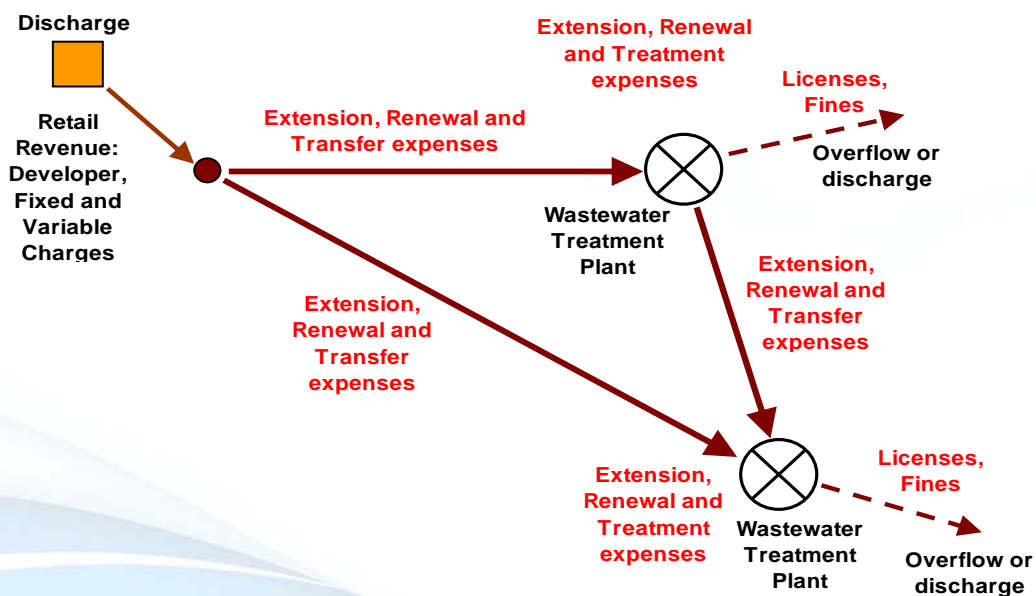 Discharge
Retail
Revenue:
Developer,
Fixed and
Variable
Charges
Extension, Renewal and
Transfer expenses
Extension, Renewal
and Treatment
expenses
Licenses,
Fines
Overflow or
discharge
Wastewater
Treatment
Plant
Extension,
Renewal and
Transfer
expenses
Extension,
Renewal and
Transfer
expenses
Extension,
Renewal and
Treatment
expenses
Wastewater
Treatment
Plant
Licenses,
Fines
Overflow or
discharge